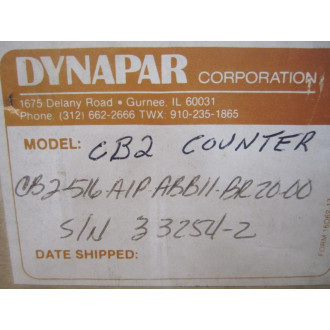 DYNAPAR CORPORATION
1675 Delany Road • Gurnee, IL 60031
Phone: (312) 662-2666 TWX: 910-235-1865
MODEL: CB2 COUNTER
CB2-516-A1P-ABB11-BR20-00
S/N 33254-2
DATE SHIPPED: